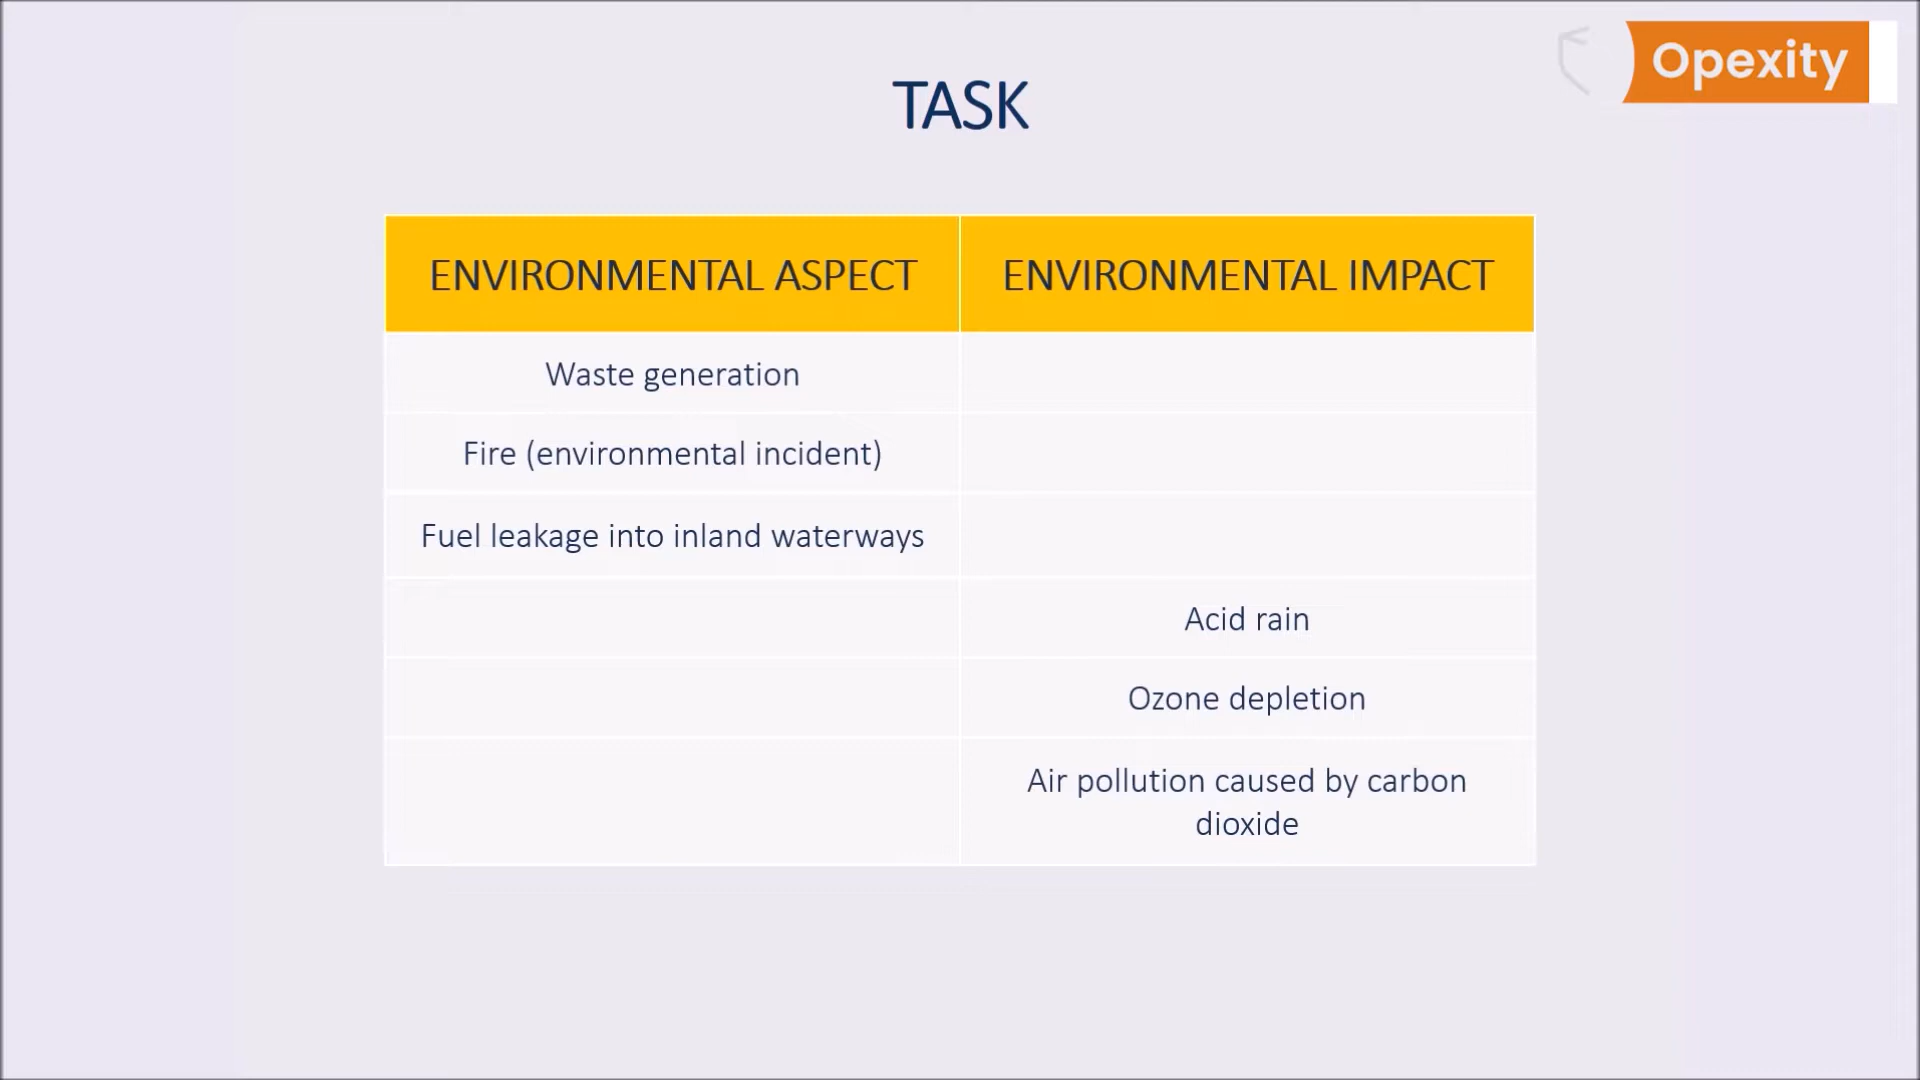 Opexity
TASK
ENVIRONMENTAL ASPECT
ENVIRONMENTAL IMPACT
Waste generation
Fire (environmental incident)
Fuel leakage into inland waterways
Acid rain
Ozone depletion
Air pollution caused by carbon
dioxide